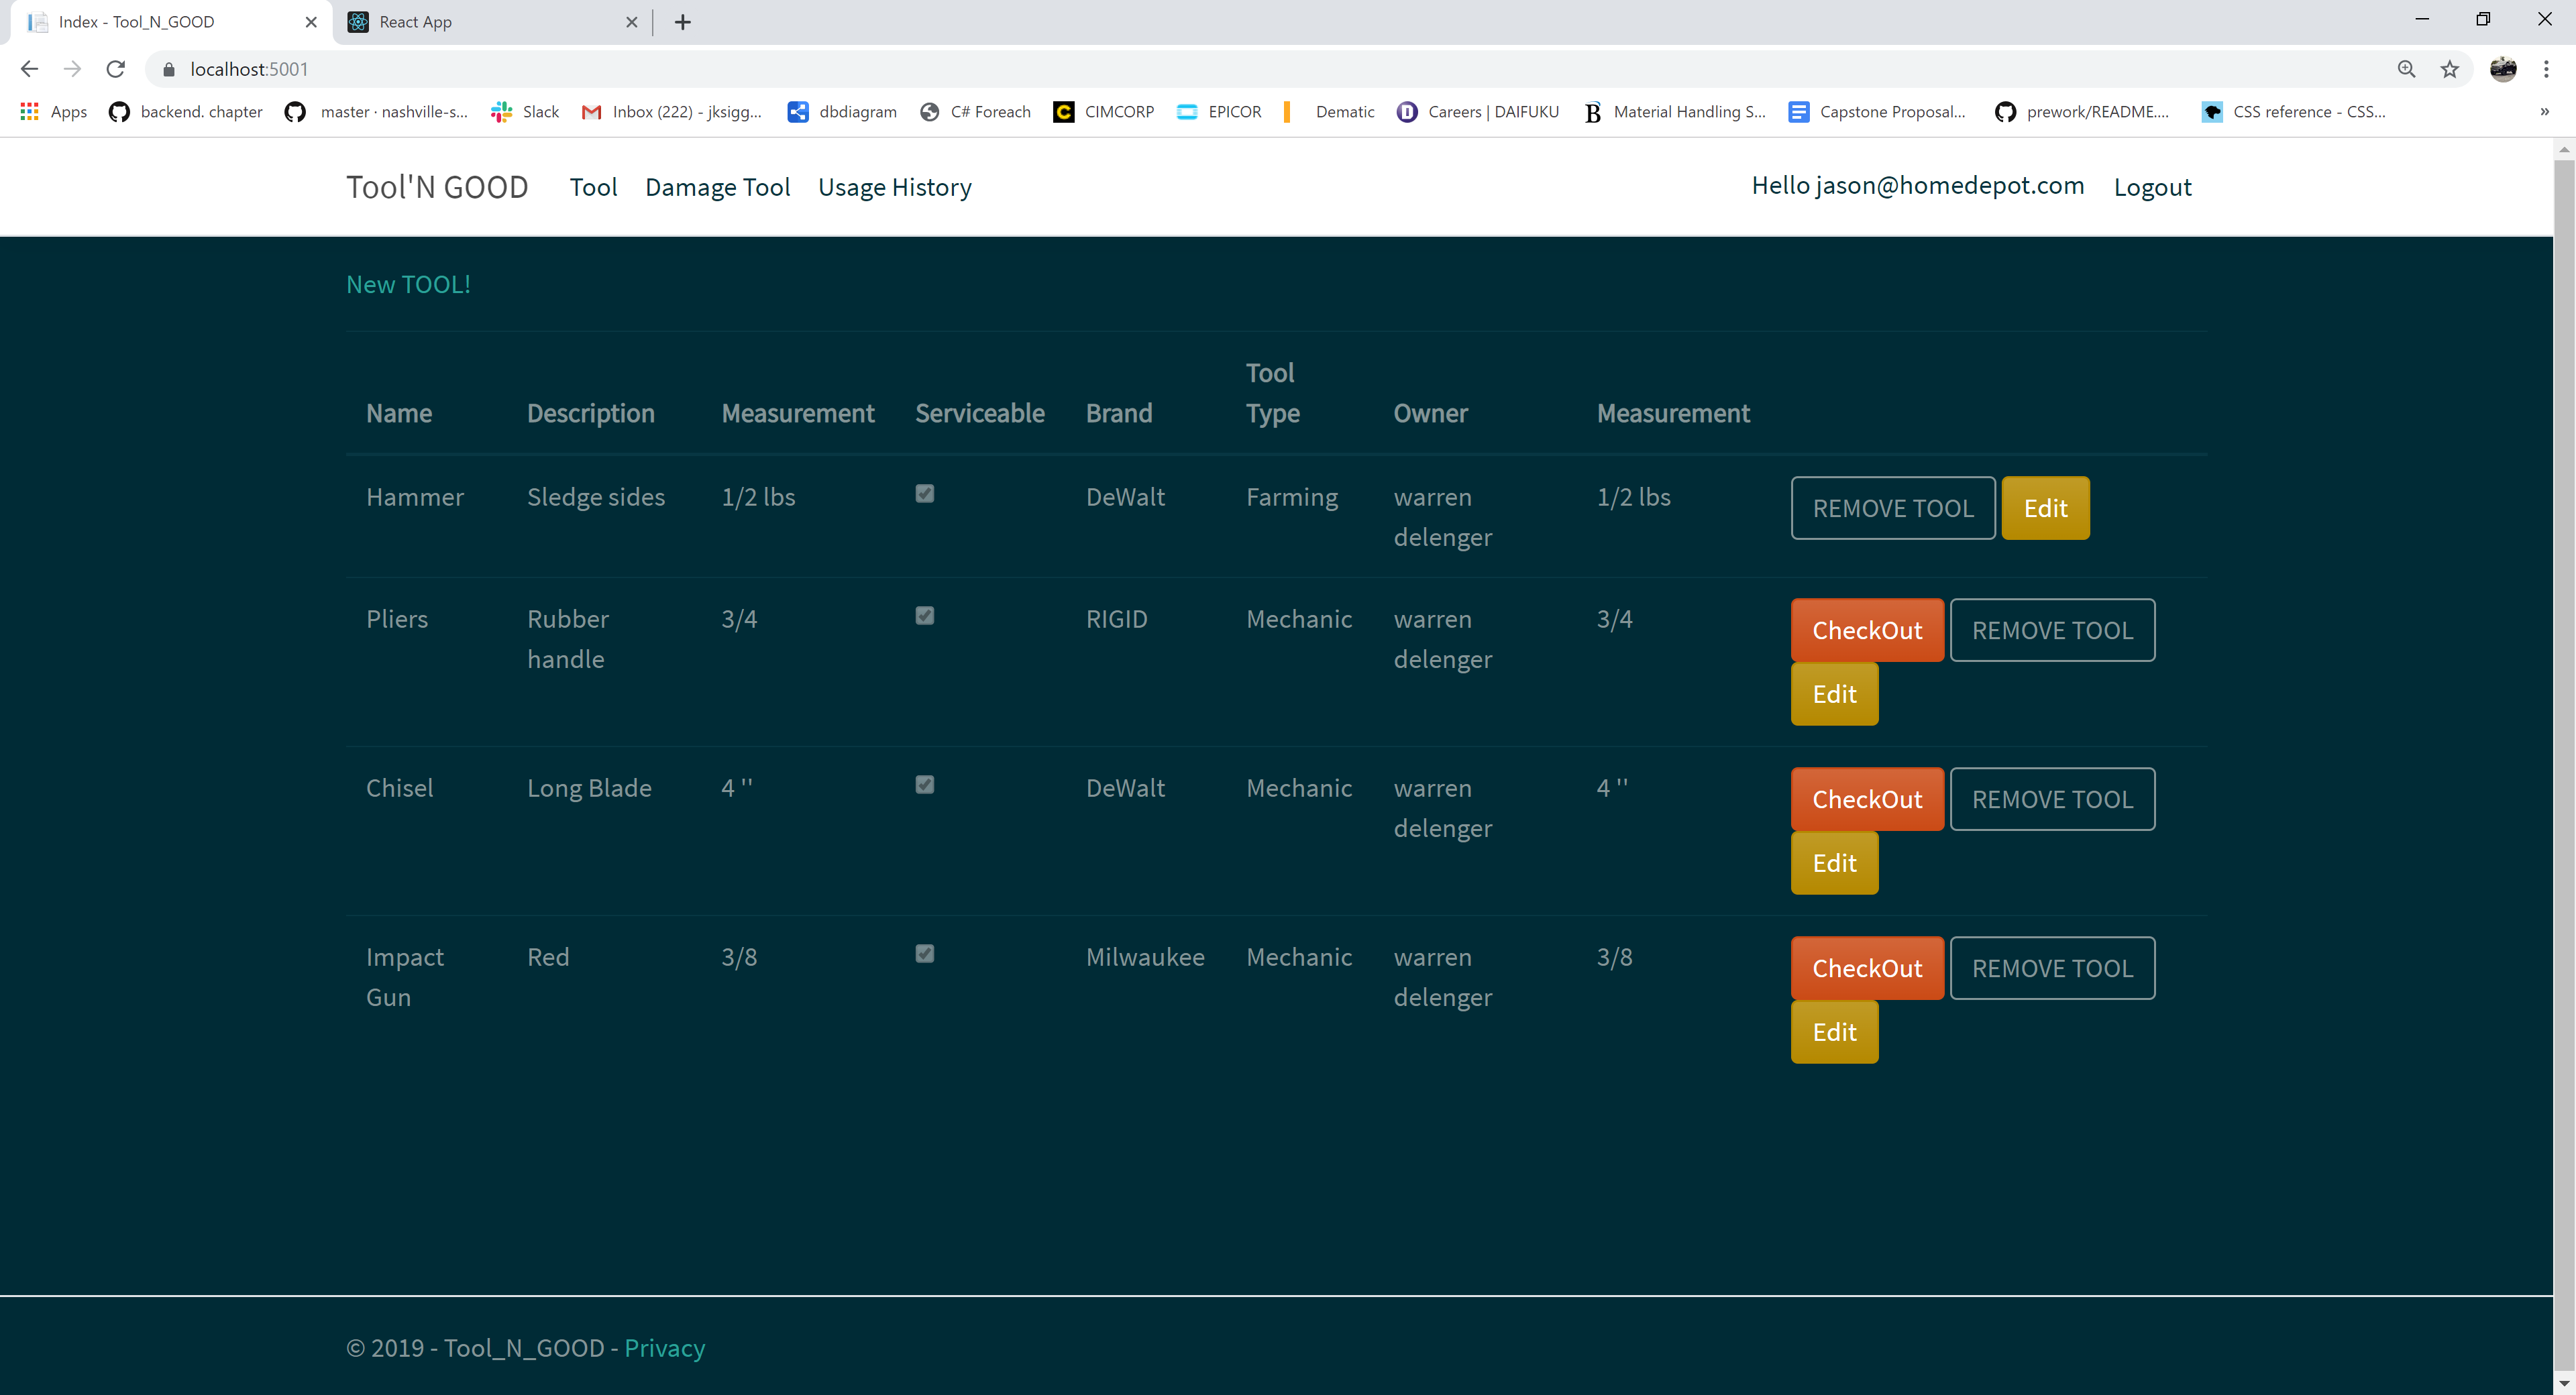 Index - Tool_N_GOOD
React App
localhost:5001
Apps backend. chapter master · nashville-s... Slack Inbox (222) - jksigg... dbdiagram C# Foreach CIMCORP EPICOR Dematic Careers | DAIFUKU Material Handling S... Capstone Proposal... prework/README.... CSS reference - CSS... »
Tool'N GOOD Tool Damage Tool Usage History Hello jason@homedepot.com Logout
New TOOL!
Name Description Measurement Serviceable Brand Tool Type Owner Measurement
Hammer Sledge sides 1/2 lbs DeWalt Farming warren delenger 1/2 lbs REMOVE TOOL Edit
Pliers Rubber handle 3/4 RIGID Mechanic warren delenger 3/4 CheckOut REMOVE TOOL Edit
Chisel Long Blade 4 '' DeWalt Mechanic warren delenger 4 '' CheckOut REMOVE TOOL Edit
Impact Gun Red 3/8 Milwaukee Mechanic warren delenger 3/8 CheckOut REMOVE TOOL Edit
© 2019 - Tool_N_GOOD - Privacy